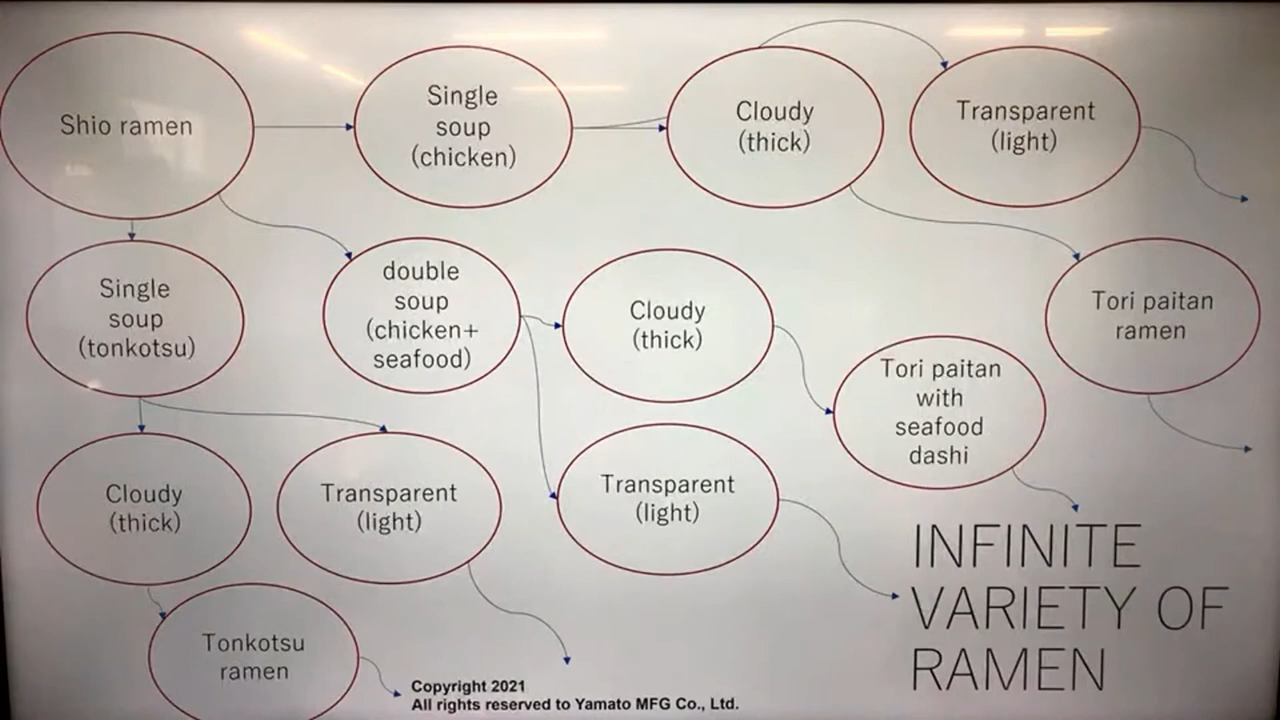 Shio ramen
Single
soup
(chicken)
Cloudy
(thick)
Transparent
(light)
Single
soup
(tonkotsu)
double
soup
(chicken+
seafood)
Cloudy
(thick)
Tori paitan
ramen
Tori paitan
with
seafood
dashi
Cloudy
(thick)
Transparent
(light)
Transparent
(light)
Tonkotsu
ramen
INFINITE
VARIETY OF
RAMEN
Copyright 2021
All rights reserved to Yamato MFG Co., Ltd.